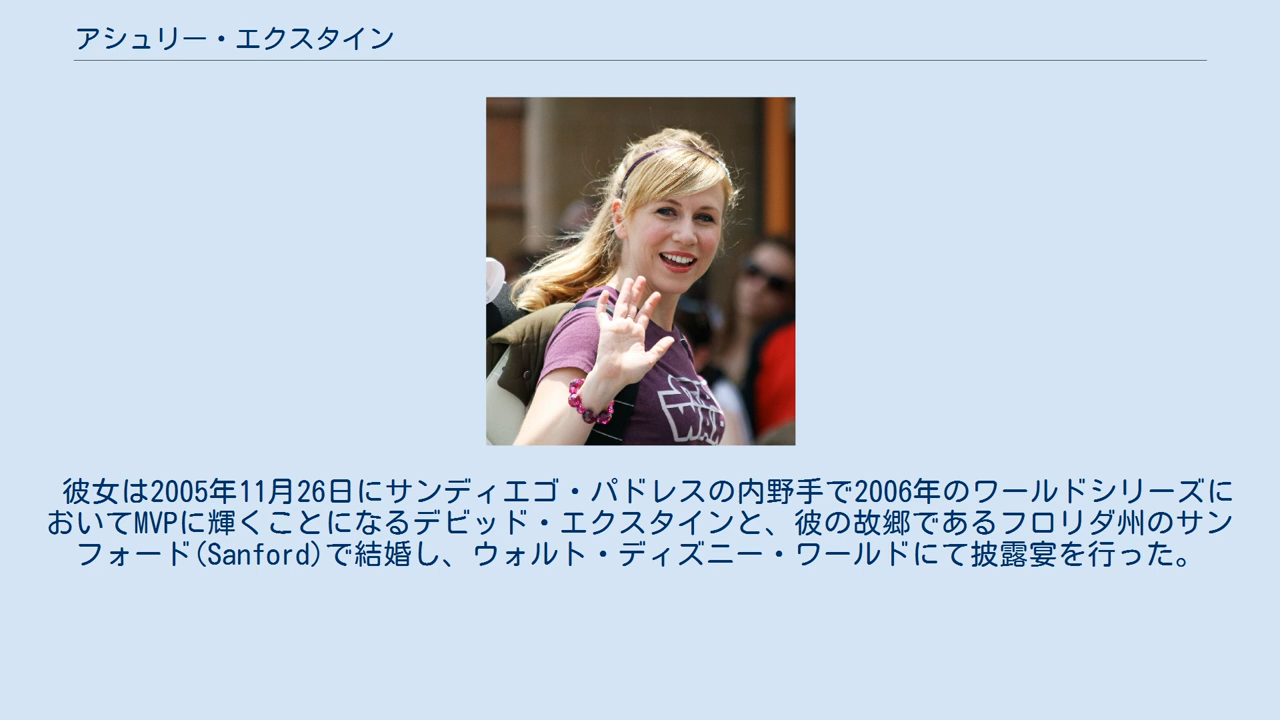 アシュリー・エクスタイン
彼女は2005年11月26日にサンディエゴ・パドレスの内野手で2006年のワールドシリーズに
おいてMVPに輝くことになるデビッド・エクスタインと、彼の故郷であるフロリダ州のサン
フォード(Sanford)で結婚し、ウォルト・ディズニー・ワールドにて披露宴を行った。